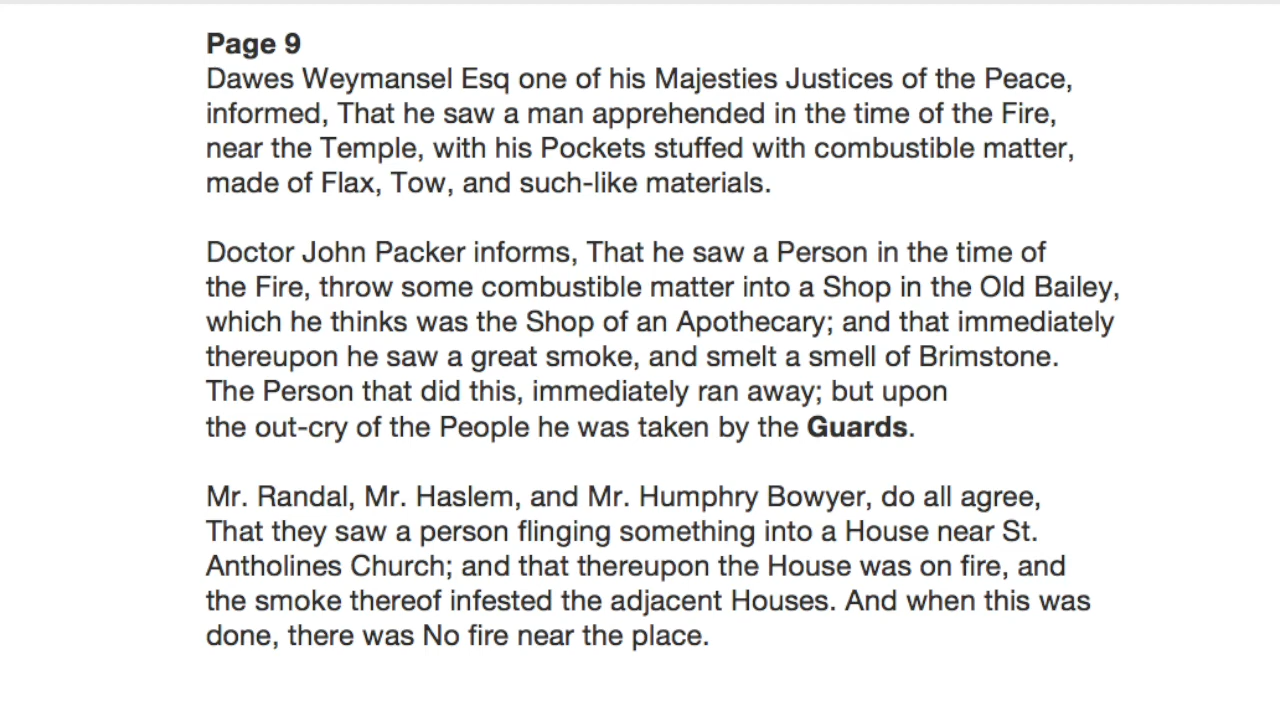 Page 9
Dawes Weymansel Esq one of his Majesties Justices of the Peace,
informed, That he saw a man apprehended in the time of the Fire,
near the Temple, with his Pockets stuffed with combustible matter,
made of Flax, Tow, and such-like materials.
Doctor John Packer informs, That he saw a Person in the time of
the Fire, throw some combustible matter into a Shop in the Old Bailey,
which he thinks was the Shop of an Apothecary; and that immediately
thereupon he saw a great smoke, and smelt a smell of Brimstone.
The Person that did this, immediately ran away; but upon
the out-cry of the People he was taken by the Guards.
Mr. Randal, Mr. Haslem, and Mr. Humphry Bowyer, do all agree,
That they saw a person flinging something into a House near St.
Antholines Church; and that thereupon the House was on fire, and
the smoke thereof infested the adjacent Houses. And when this was
done, there was No fire near the place.